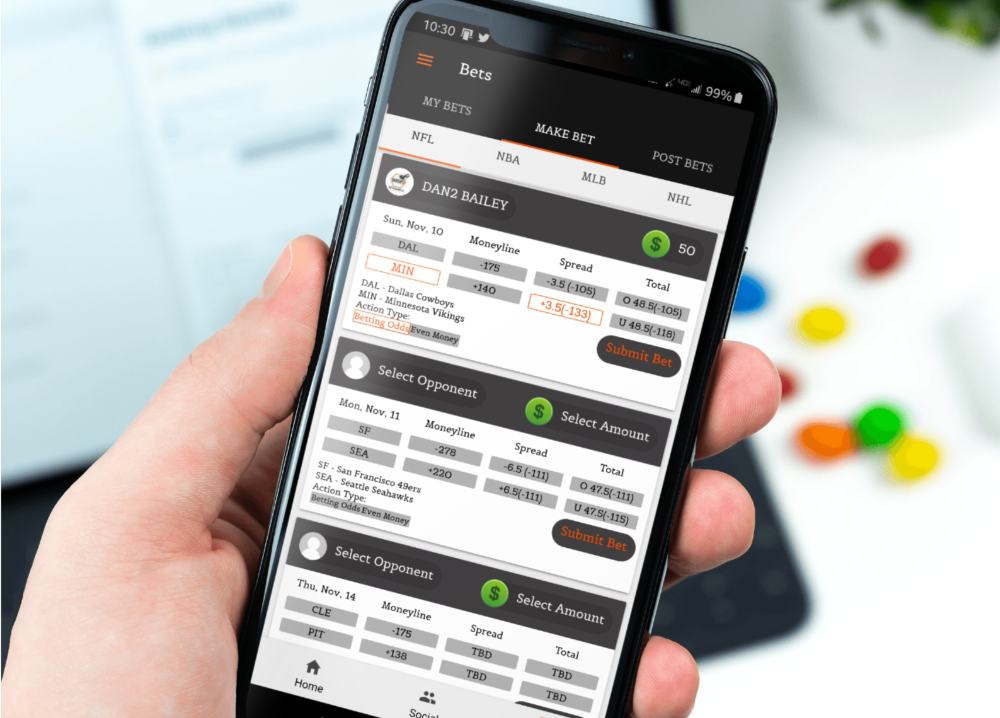 10:30
99%
Bets
MY BETS
MAKE BET
POST BETS
NFL
NBA
MLB
NHL
DAN2 BAILEY
50
Sun, Nov, 10
Moneyline
Spread
Total
DAL
-175
-3.5 (-105)
O 48.5(-105)
MIN
+140
+3.5(-133)
U 48.5(-118)
DAL - Dallas Cowboys
MIN - Minnesota Vikings
Action Type:
Betting Odds Even Money
Submit Bet
Select Opponent
Select Amount
Mon, Nov, 11
Moneyline
Spread
Total
SF
-278
-6.5 (-111)
O 47.5(-111)
SEA
+220
+6.5(-111)
U 47.5(-115)
SF - San Francisco 49ers
SEA - Seattle Seahawks
Action Type:
Betting Odds Even Money
Submit Bet
Select Opponent
Select Amount
Thu, Nov, 14
Moneyline
Spread
Total
CLE
-175
TBD
TBD
PIT
+138
TBD
TBD
Home
Social